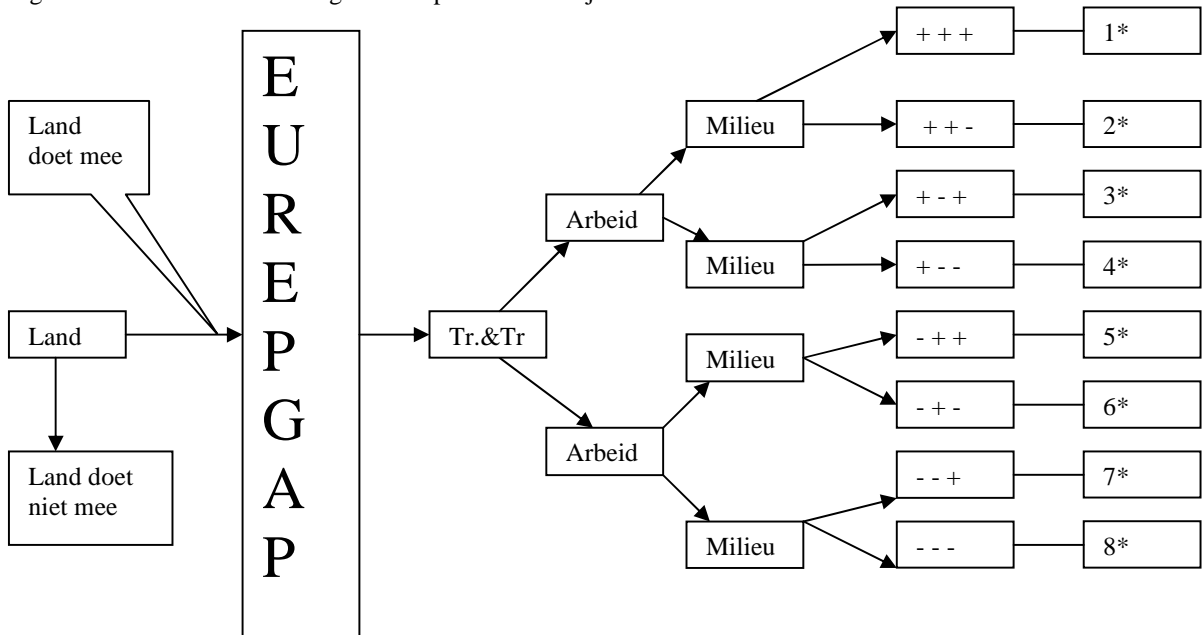 Land
doet mee
Land
Land doet
niet mee
E
U
R
E
P
G
A
P
Tr.&Tr
Arbeid
Arbeid
Milieu
Milieu
Milieu
Milieu
+ + + 1*
+ + - 2*
+ - + 3*
+ - - 4*
- + + 5*
- + - 6*
- - + 7*
- - - 8*